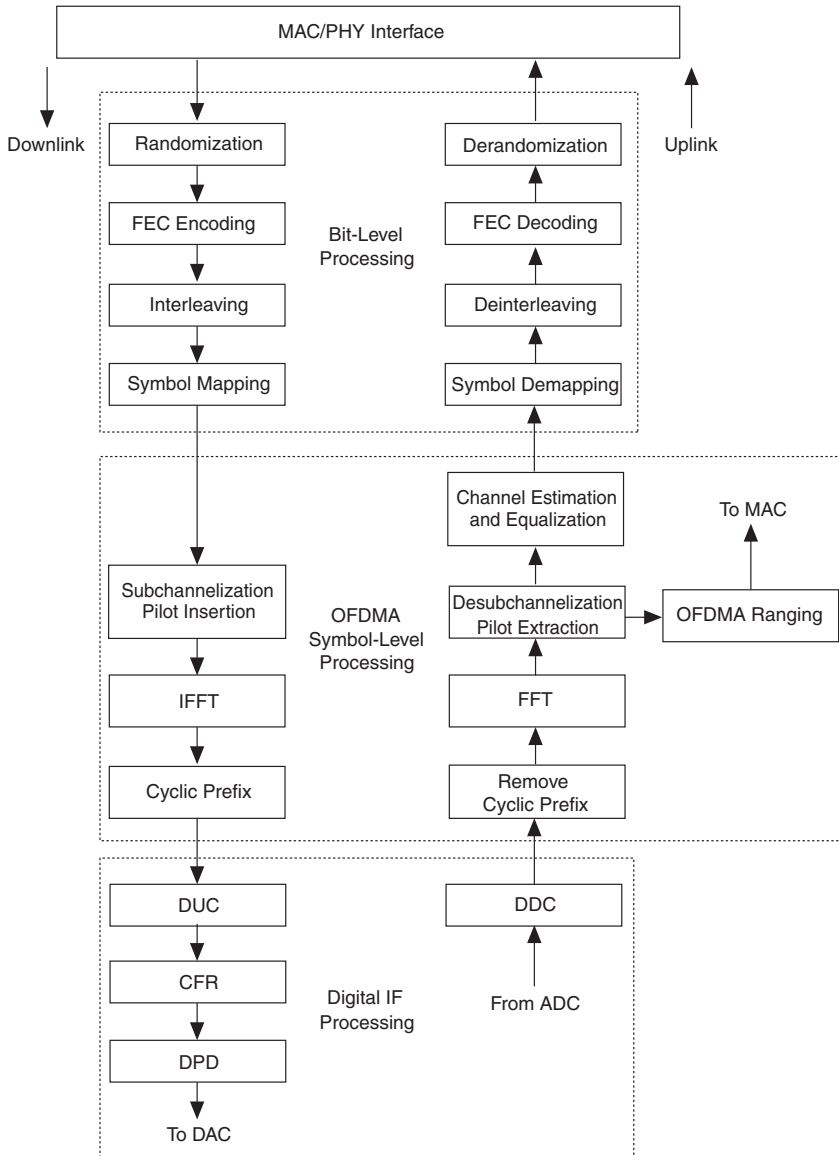 MAC/PHY Interface
Downlink
Uplink
Randomization
Derandomization
FEC Encoding
FEC Decoding
Bit-Level
Processing
Interleaving
Deinterleaving
Symbol Mapping
Symbol Demapping
Channel Estimation
and Equalization
To MAC
Subchannelization
Pilot Insertion
OFDMA
Symbol-Level
Processing
Desubchannelization
Pilot Extraction
OFDMA Ranging
IFFT
FFT
Cyclic Prefix
Remove
Cyclic Prefix
DUC
DDC
CFR
Digital IF
Processing
From ADC
DPD
To DAC